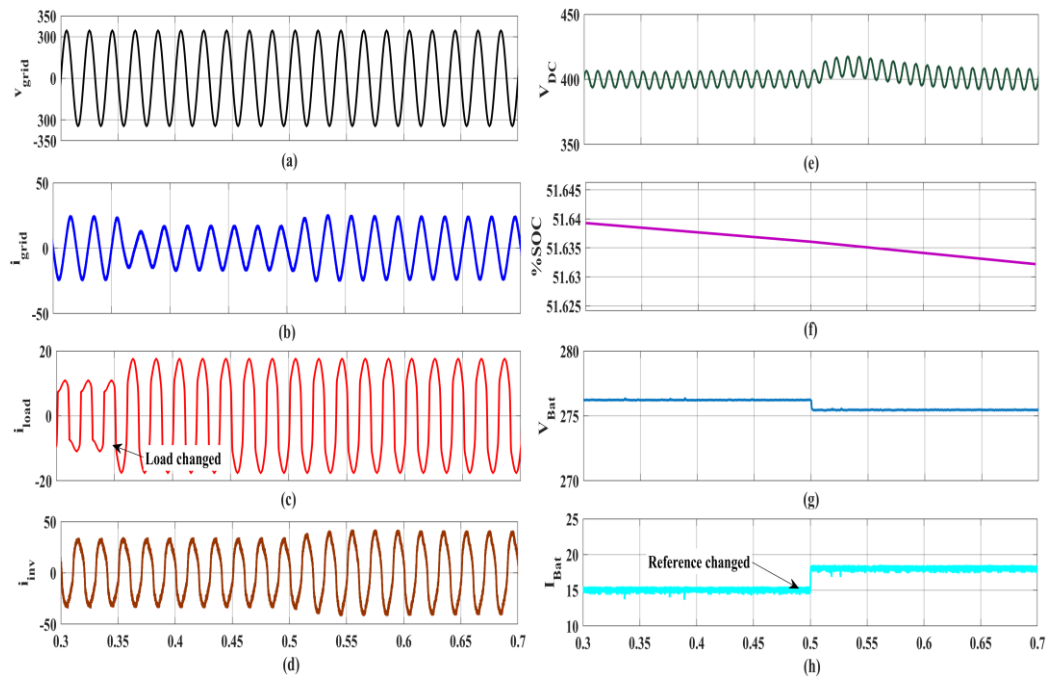 350
300
0
300
-350
v_grid
(a)
50
0
-50
i_grid
(b)
20
0
-20
i_load
Load changed
(c)
50
0
-50
i_inv
0.3 0.35 0.4 0.45 0.5 0.55 0.6 0.65 0.7
(d)
450
400
350
V_DC
(e)
51.645
51.64
51.635
51.63
51.625
%SOC
(f)
280
275
270
V_Bat
(g)
25
20
15
10
I_Bat
Reference changed
0.3 0.35 0.4 0.45 0.5 0.55 0.6 0.65 0.7
(h)